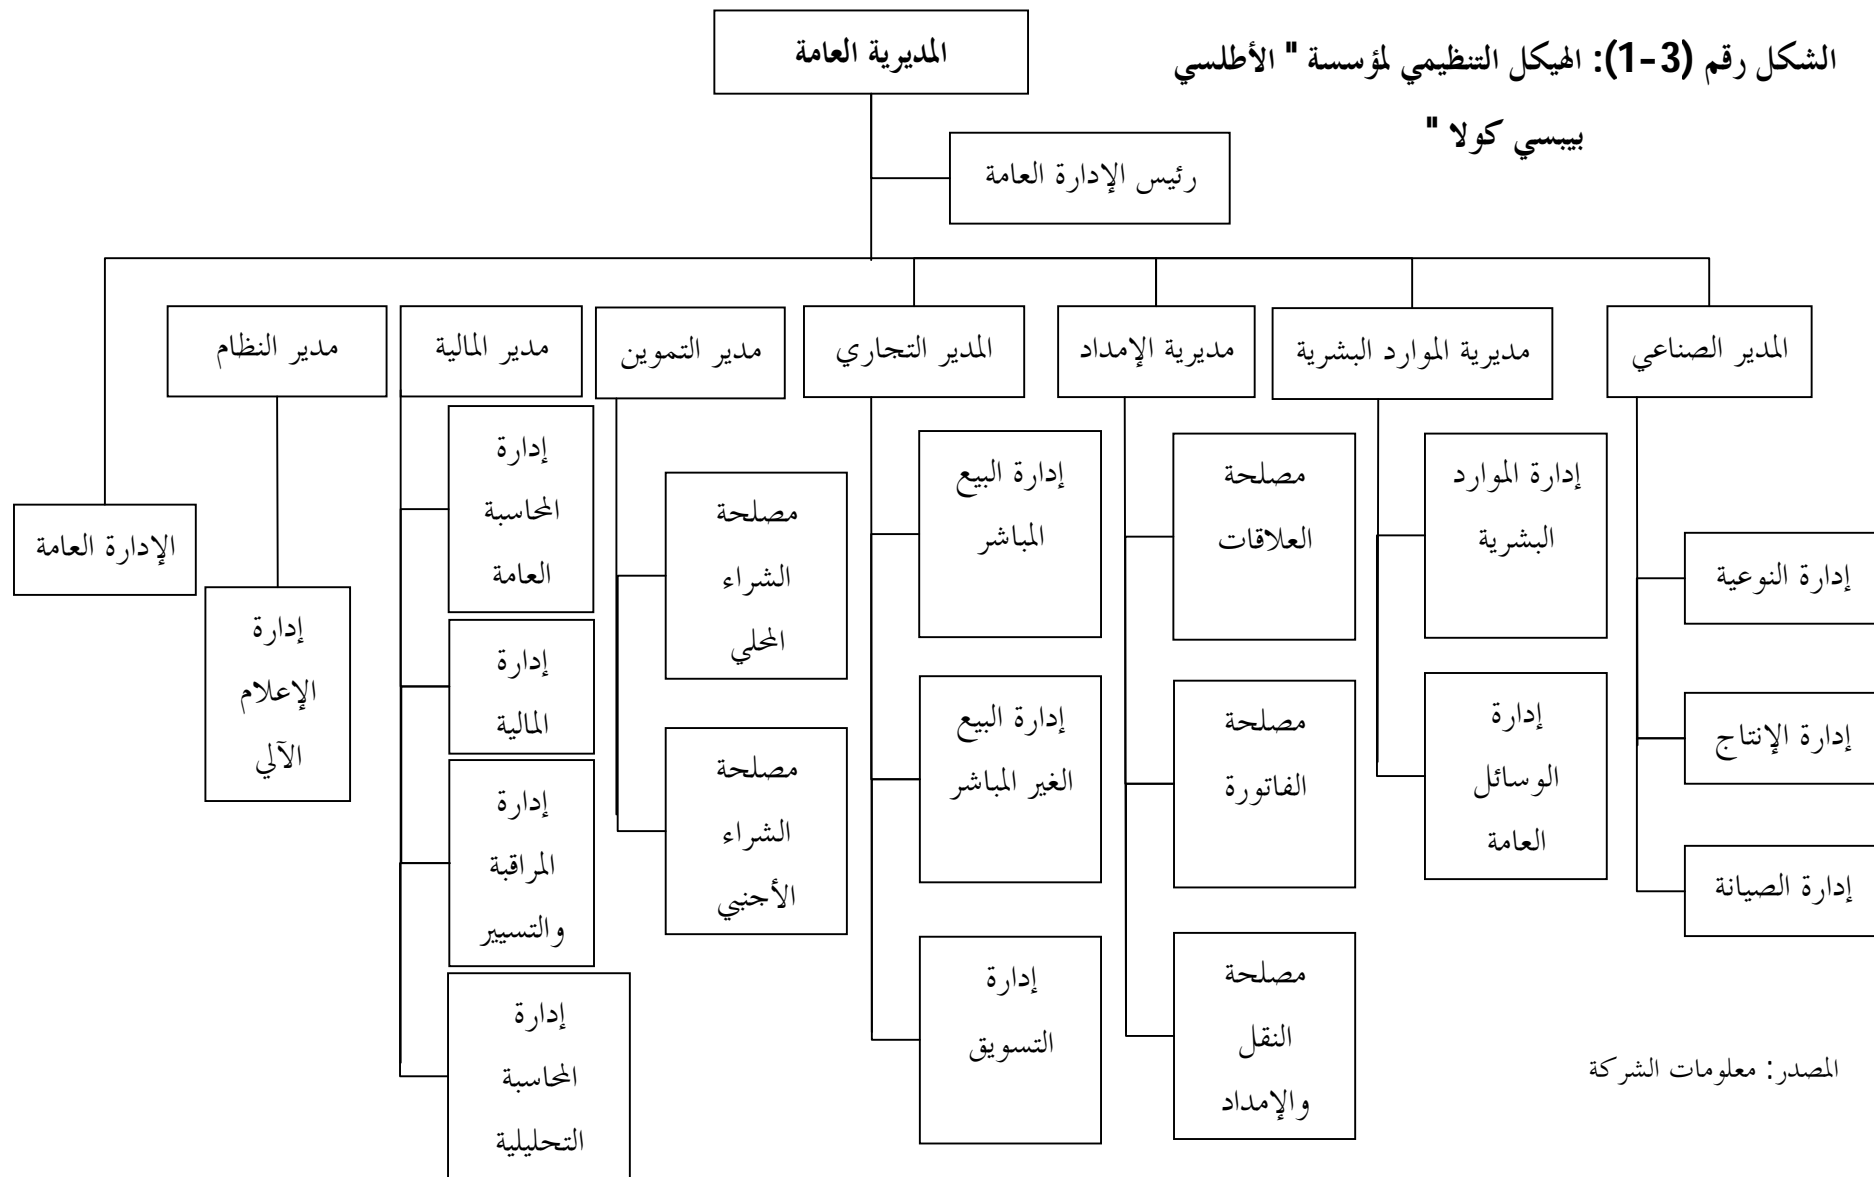 الشكل رقم (3-1): الهيكل التنظيمي لمؤسسة " الأطلسي
بيبسي كولا "
المديرية العامة
رئيس الإدارة العامة
المدير الصناعي
مديرية الموارد البشرية
مديرية الإمداد
المدير التجاري
مدير التموين
مدير المالية
مدير النظام
الإدارة العامة
إدارة النوعية
إدارة الإنتاج
إدارة الصيانة
إدارة الموارد
البشرية
إدارة
الوسائل
العامة
مصلحة
العلاقات
مصلحة
الفاتورة
مصلحة
النقل
والإمداد
إدارة البيع
المباشر
إدارة البيع
الغير المباشر
إدارة
التسويق
مصلحة
الشراء
المحلي
مصلحة
الشراء
الأجنبي
إدارة
المحاسبة
العامة
إدارة
المالية
إدارة
المراقبة
والتسيير
إدارة
المحاسبة
التحليلية
إدارة
الإعلام
الآلي
المصدر: معلومات الشركة